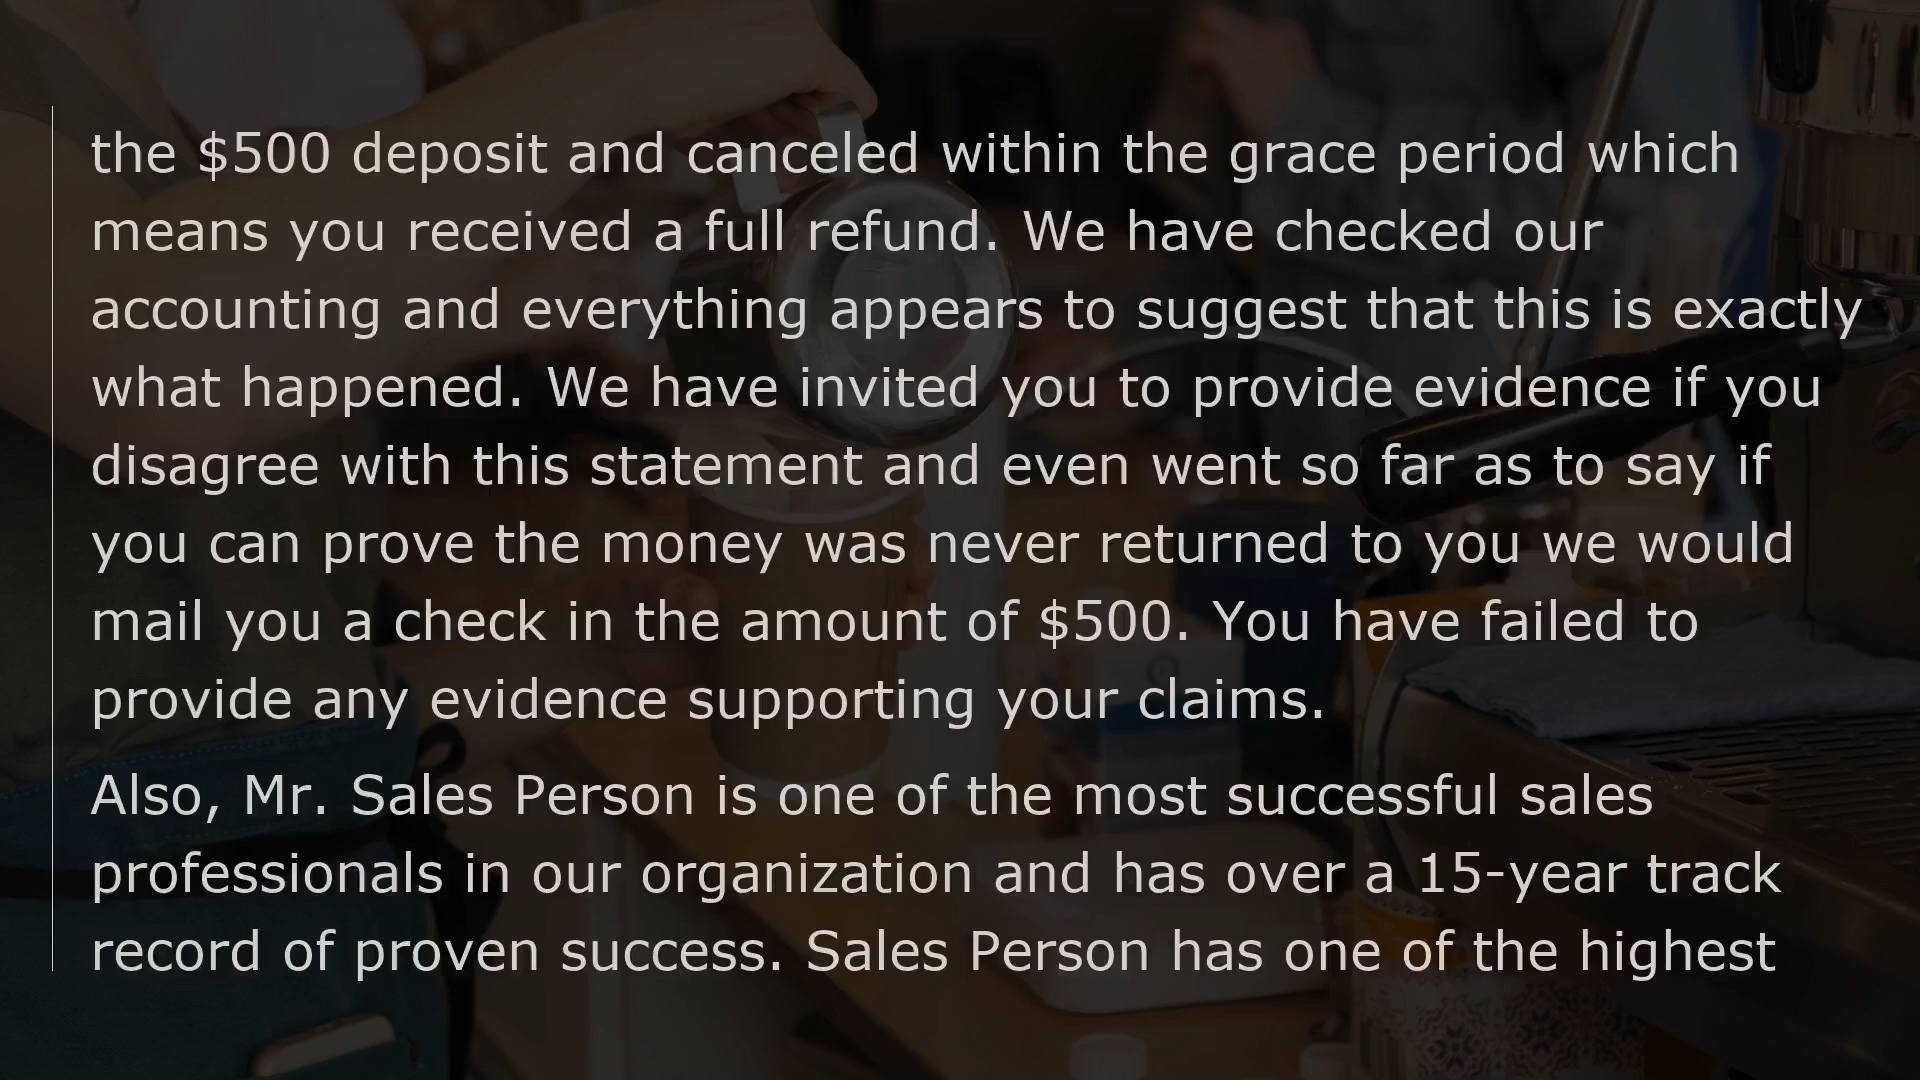 the $500 deposit and canceled within the grace period which
means you received a full refund. We have checked our
accounting and everything appears to suggest that this is exactly
what happened. We have invited you to provide evidence if you
disagree with this statement and even went so far as to say if
you can prove the money was never returned to you we would
mail you a check in the amount of $500. You have failed to
provide any evidence supporting your claims.
Also, Mr. Sales Person is one of the most successful sales
professionals in our organization and has over a 15-year track
record of proven success. Sales Person has one of the highest